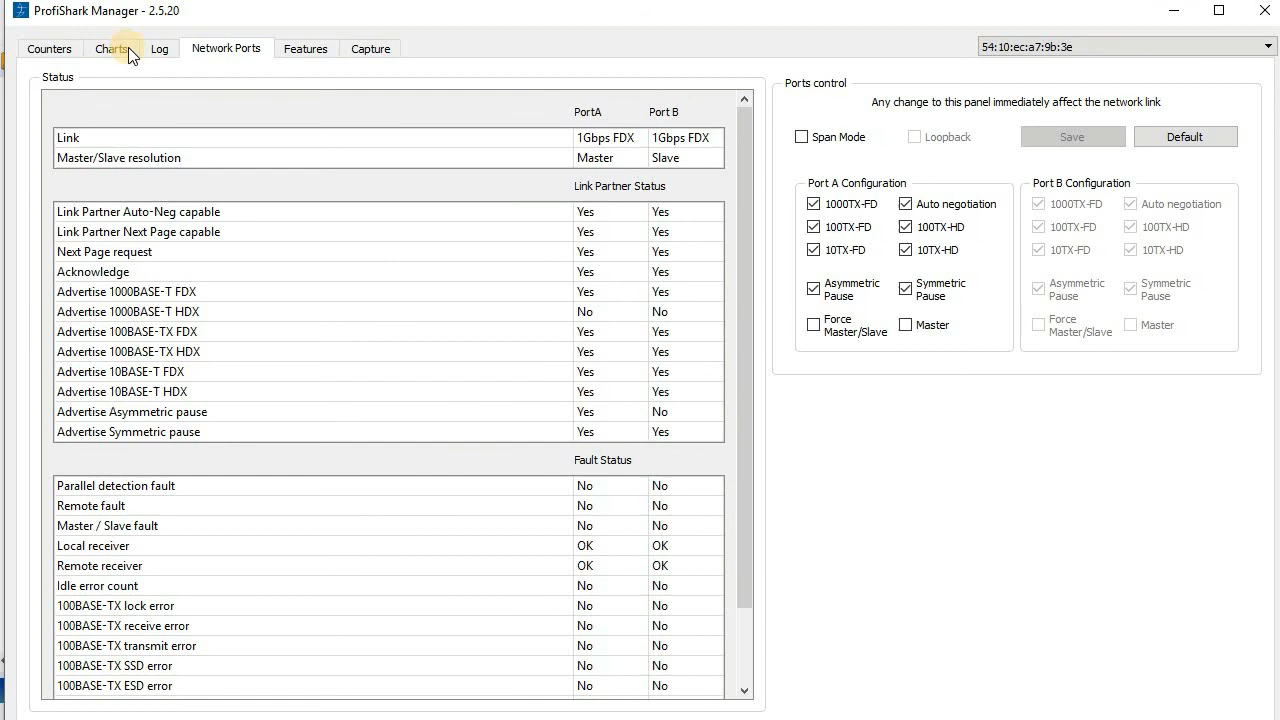 ProfiShark Manager - 2.5.20
Counters Charts Log Network Ports Features Capture 54:10:ec:a7:9b:3e
Status
PortA Port B
Link 1Gbps FDX 1Gbps FDX
Master/Slave resolution Master Slave
Link Partner Status
Link Partner Auto-Neg capable Yes Yes
Link Partner Next Page capable Yes Yes
Next Page request Yes Yes
Acknowledge Yes Yes
Advertise 1000BASE-T FDX Yes Yes
Advertise 1000BASE-T HDX No No
Advertise 100BASE-TX FDX Yes Yes
Advertise 100BASE-TX HDX Yes Yes
Advertise 10BASE-T FDX Yes Yes
Advertise 10BASE-T HDX Yes Yes
Advertise Asymmetric pause Yes No
Advertise Symmetric pause Yes Yes
Fault Status
Parallel detection fault No No
Remote fault No No
Master / Slave fault No No
Local receiver OK OK
Remote receiver OK OK
Idle error count No No
100BASE-TX lock error No No
100BASE-TX receive error No No
100BASE-TX transmit error No No
100BASE-TX SSD error No No
100BASE-TX ESD error No No
Ports control
Any change to this panel immediately affect the network link
Span Mode Loopback Save Default
Port A Configuration
1000TX-FD Auto negotiation
100TX-FD 100TX-HD
10TX-FD 10TX-HD
Asymmetric Symmetric
Pause Pause
Force
Master/Slave Master
Port B Configuration
1000TX-FD Auto negotiation
100TX-FD 100TX-HD
10TX-FD 10TX-HD
Asymmetric Symmetric
Pause Pause
Force
Master/Slave Master